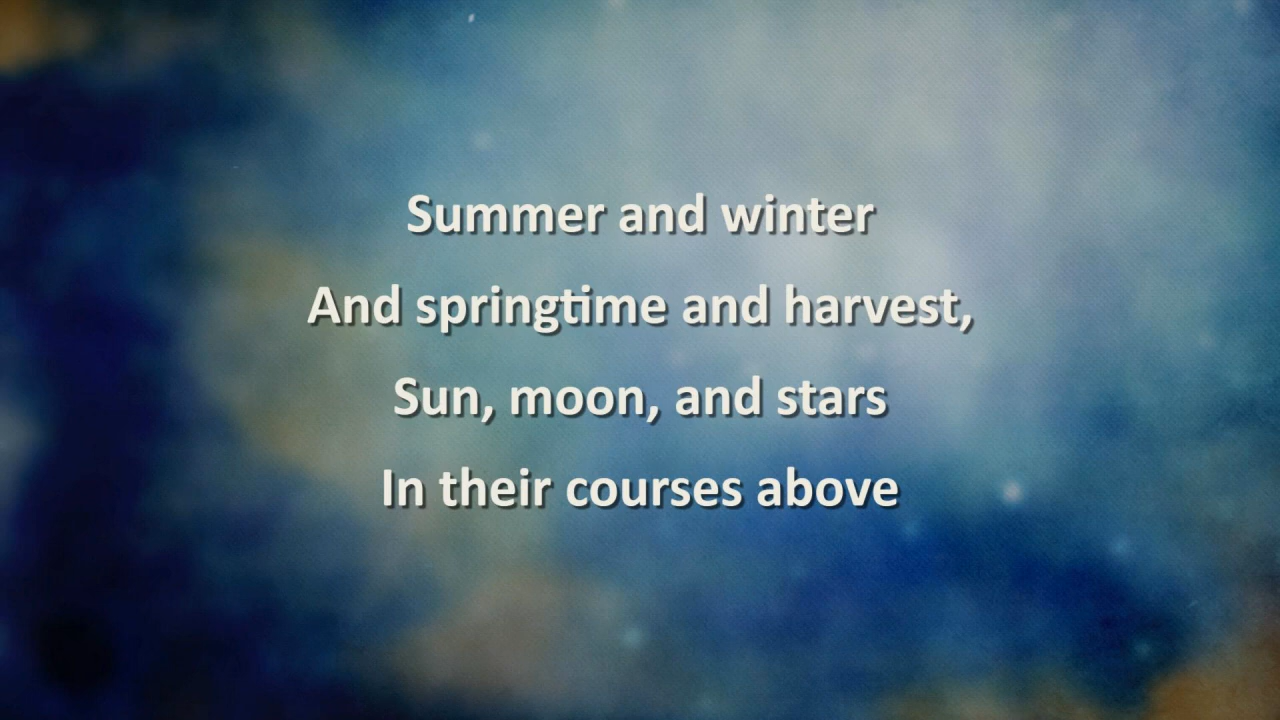 Summer and winter
And springtime and harvest,
Sun, moon, and stars
In their courses above